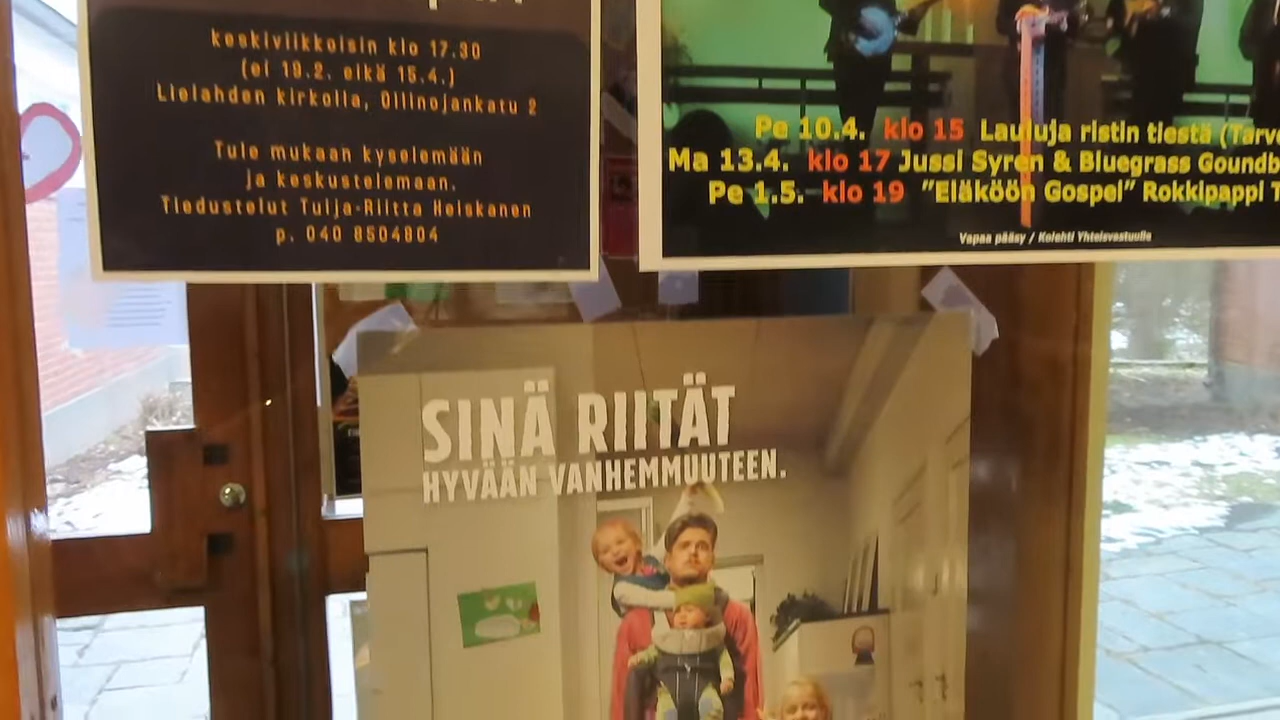 keskiviikkoisin klo 17.30
(ei 19.2. eikä 15.4.)
Lielahden kirkolla, Ollinojankatu 2
Tule mukaan kyselemään
ja keskustelemaan.
Tiedustelut Tuija-Riitta Heiskanen
p. 040 8504804
Pe 10.4. klo 15 Lauluja ristin tiestä (Tarv
Ma 13.4. klo 17 Jussi Syren & Bluegrass Goundb
Pe 1.5. klo 19 "Eläköön Gospel" Rokkipappi T
Vapaa pääsy / Kolehti Yhteisvastuulle
SINÄ RIITÄT
HYVÄÄN VANHEMMUUTEEN.